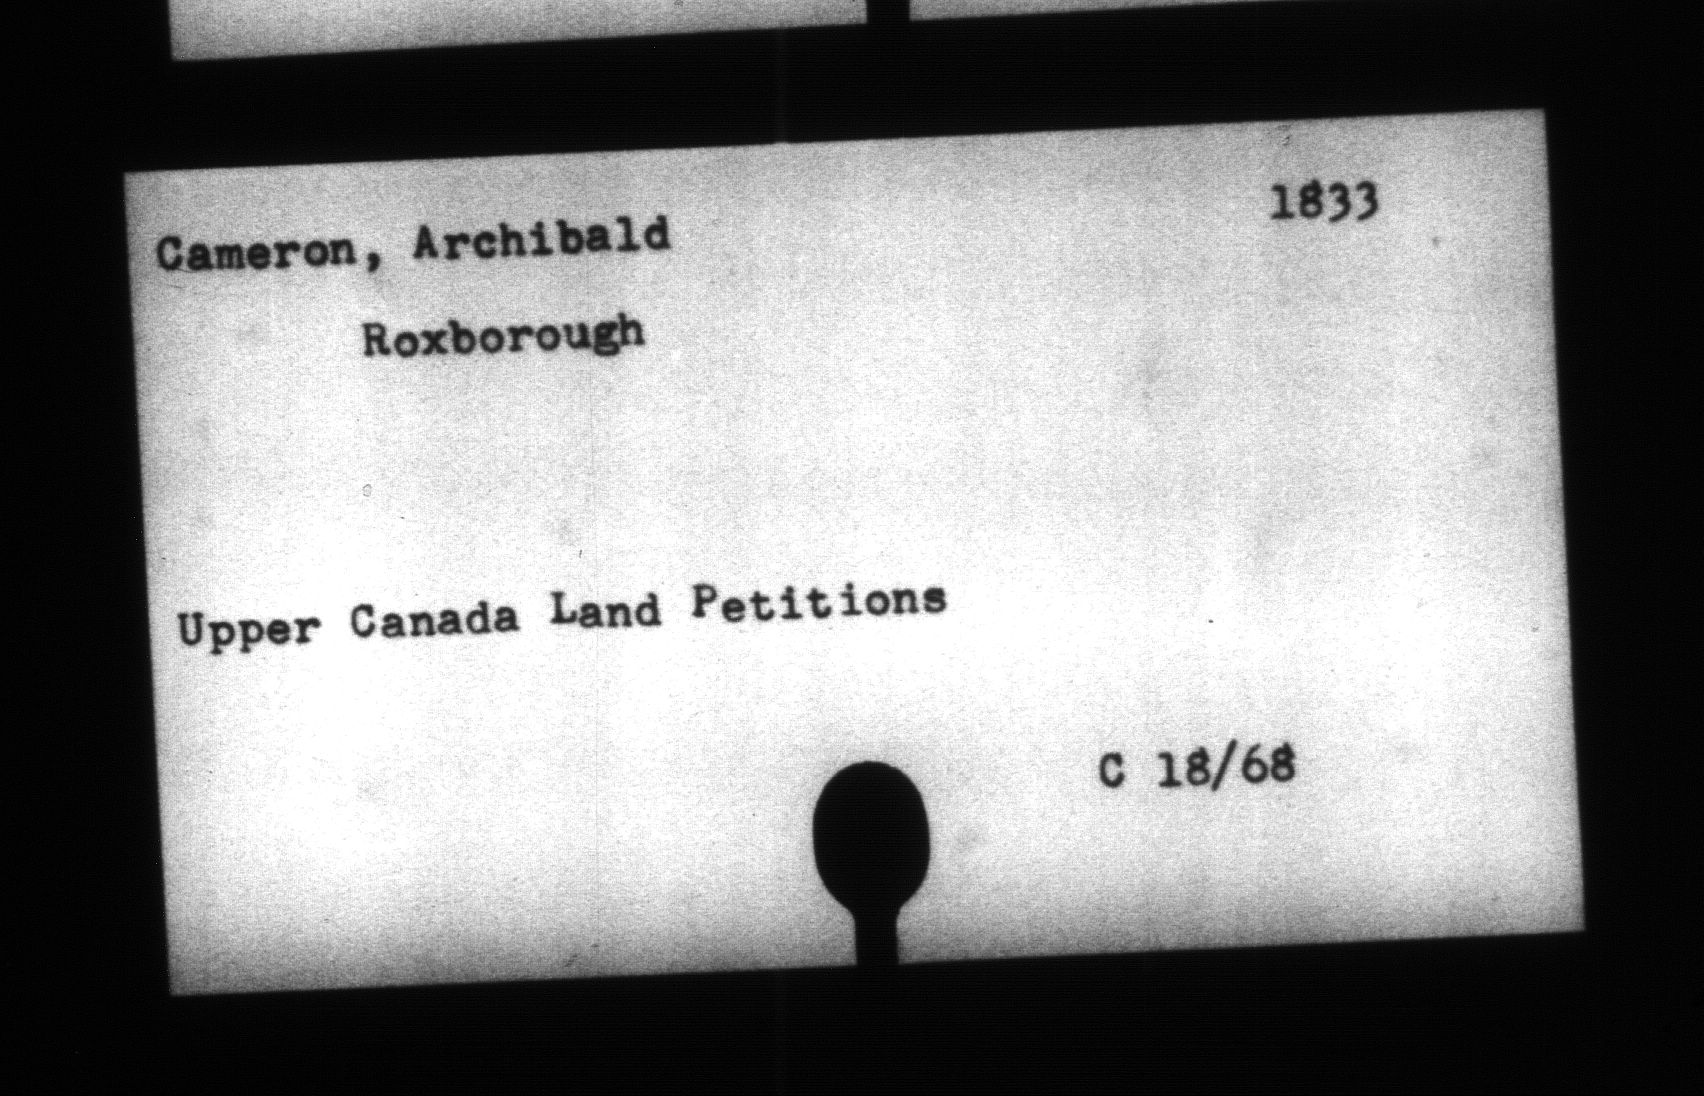 Cameron, Archibald 1833
Roxborough
Upper Canada Land Petitions
C 18/68